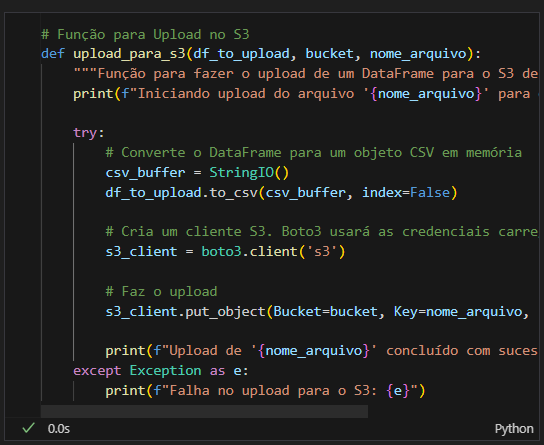 # Função para Upload no S3
def upload_para_s3(df_to_upload, bucket, nome_arquivo):
    """Função para fazer o upload de um DataFrame para o S3 de
    print(f"Iniciando upload do arquivo '{nome_arquivo}' para
    try:
        # Converte o DataFrame para um objeto CSV em memória
        csv_buffer = StringIO()
        df_to_upload.to_csv(csv_buffer, index=False)
        # Cria um cliente S3. Boto3 usará as credenciais carre
        s3_client = boto3.client('s3')
        # Faz o upload
        s3_client.put_object(Bucket=bucket, Key=nome_arquivo,
        print(f"Upload de '{nome_arquivo}' concluído com suces
    except Exception as e:
        print(f"Falha no upload para o S3: {e}")
0.0s Python